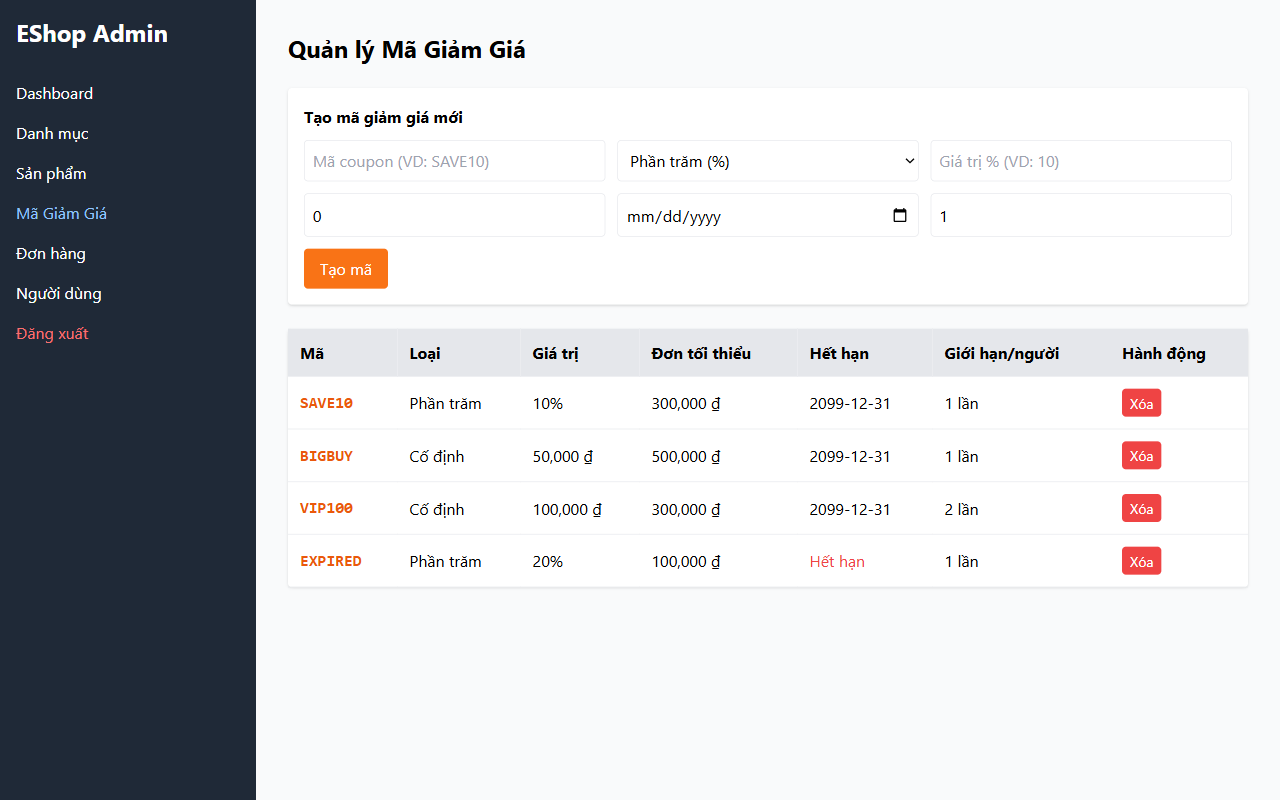 EShop Admin
Dashboard
Danh mục
Sản phẩm
Mã Giảm Giá
Đơn hàng
Người dùng
Đăng xuất
Quản lý Mã Giảm Giá
Tạo mã giảm giá mới
Mã coupon (VD: SAVE10) Phần trăm (%) Giá trị % (VD: 10)
0 mm/dd/yyyy 1
Tạo mã
Mã Loại Giá trị Đơn tối thiểu Hết hạn Giới hạn/người Hành động
SAVE10 Phần trăm 10% 300,000 ₫ 2099-12-31 1 lần Xóa
BIGBUY Cố định 50,000 ₫ 500,000 ₫ 2099-12-31 1 lần Xóa
VIP100 Cố định 100,000 ₫ 300,000 ₫ 2099-12-31 2 lần Xóa
EXPIRED Phần trăm 20% 100,000 ₫ Hết hạn 1 lần Xóa